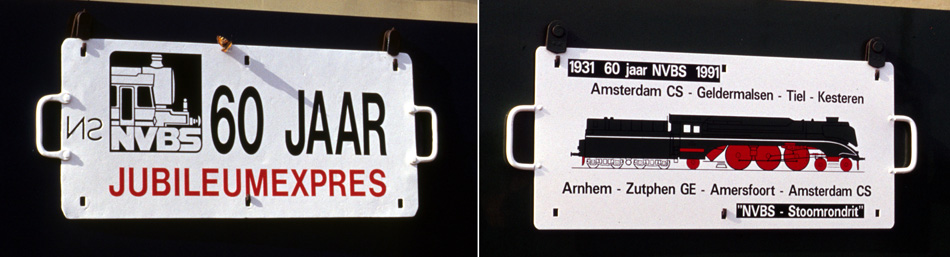 NS
NVBS
60 JAAR
JUBILEUMEXPRES
1931 60 jaar NVBS 1991
Amsterdam CS - Geldermalsen - Tiel - Kesteren
Arnhem - Zutphen GE - Amersfoort - Amsterdam CS
"NVBS - Stoomrondrit"